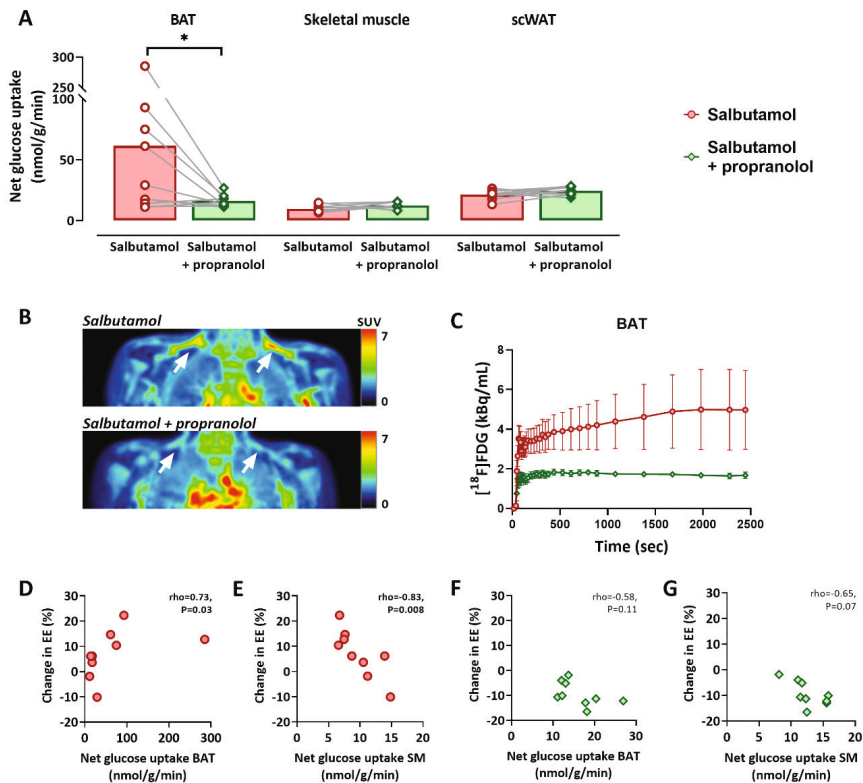 A
BAT
Skeletal muscle
scWAT
*
Net glucose uptake
(nmol/g/min)
300
250
100
50
0
Salbutamol
Salbutamol
+ propranolol
Salbutamol
Salbutamol
+ propranolol
Salbutamol
Salbutamol
+ propranolol
Salbutamol
Salbutamol
+ propranolol
B
Salbutamol
SUV
7
0
Salbutamol + propranolol
7
0
C
BAT
[18F]FDG (kBq/mL)
8
6
4
2
0
0
500
1000
1500
2000
2500
Time (sec)
D
rho=0.73,
P=0.03
Change in EE (%)
30
20
10
0
-10
-20
0
100
200
300
Net glucose uptake BAT
(nmol/g/min)
E
rho=-0.83,
P=0.008
Change in EE (%)
30
20
10
0
-10
-20
0
5
10
15
20
Net glucose uptake SM
(nmol/g/min)
F
rho=-0.58,
P=0.11
Change in EE (%)
30
20
10
0
-10
-20
0
10
20
30
Net glucose uptake BAT
(nmol/g/min)
G
rho=-0.65,
P=0.07
Change in EE (%)
30
20
10
0
-10
-20
0
5
10
15
20
Net glucose uptake SM
(nmol/g/min)